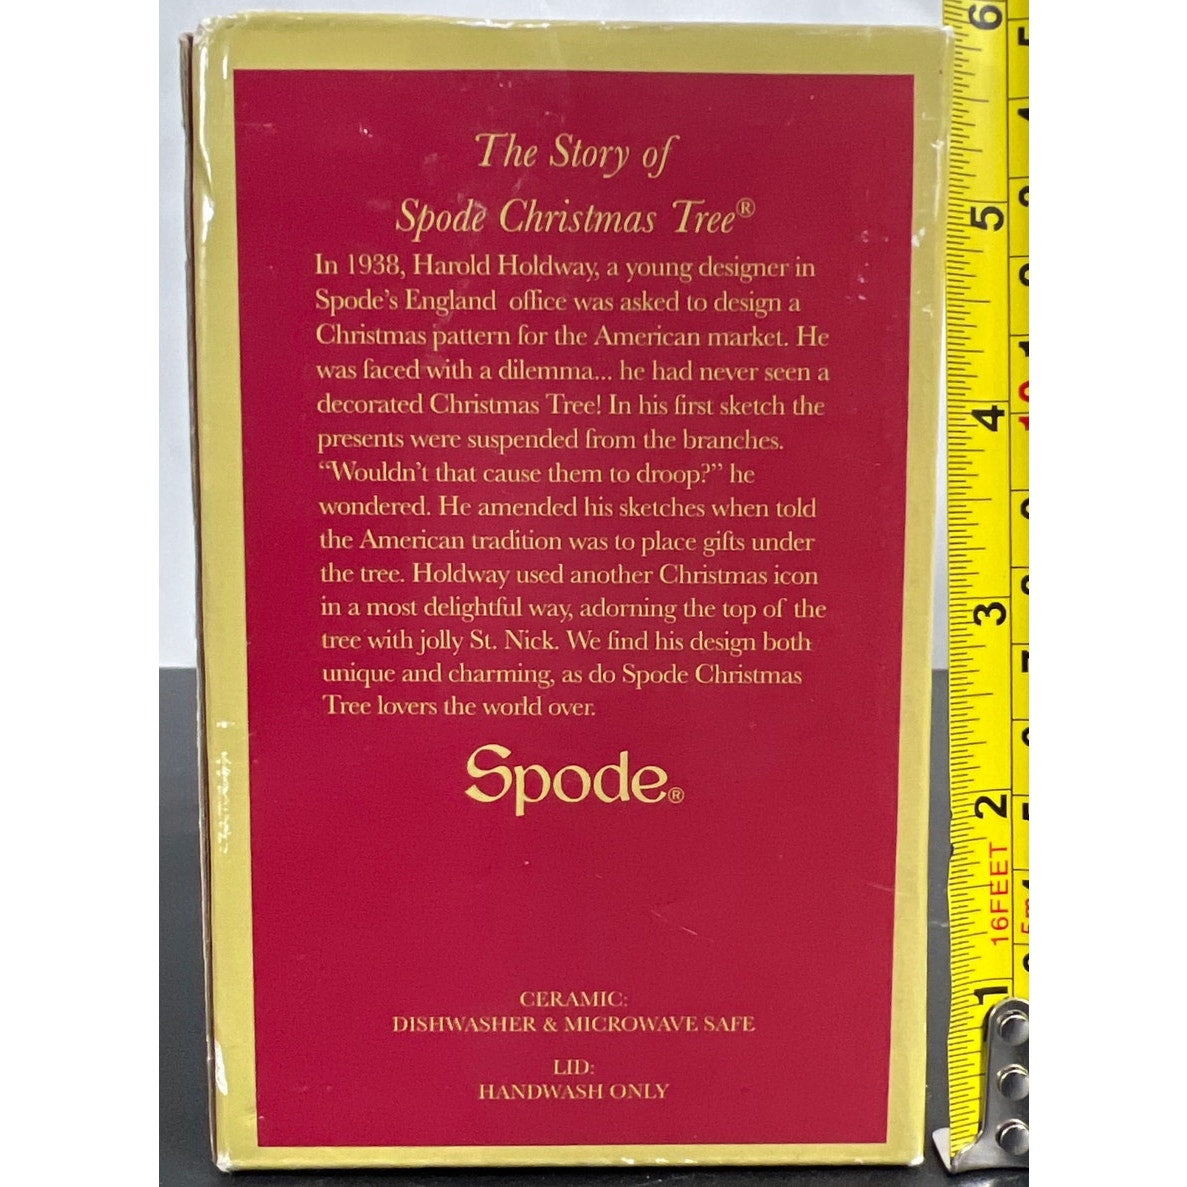 The Story of
Spode Christmas Tree®
In 1938, Harold Holdway, a young designer in
Spode's England office was asked to design a
Christmas pattern for the American market. He
was faced with a dilemma... he had never seen a
decorated Christmas Tree! In his first sketch the
presents were suspended from the branches.
“Wouldn't that cause them to droop?” he
wondered. He amended his sketches when told
the American tradition was to place gifts under
the tree. Holdway used another Christmas icon
in a most delightful way, adorning the top of the
tree with jolly St. Nick. We find his design both
unique and charming, as do Spode Christmas
Tree lovers the world over.
Spode®
CERAMIC:
DISHWASHER & MICROWAVE SAFE
LID:
HANDWASH ONLY
6
5
4
3
2
16FEET
5m
1